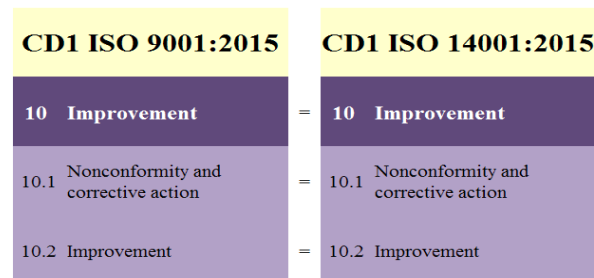 CD1 ISO 9001:2015 CD1 ISO 14001:2015
10 Improvement = 10 Improvement
10.1 Nonconformity and corrective action = 10.1 Nonconformity and corrective action
10.2 Improvement = 10.2 Improvement